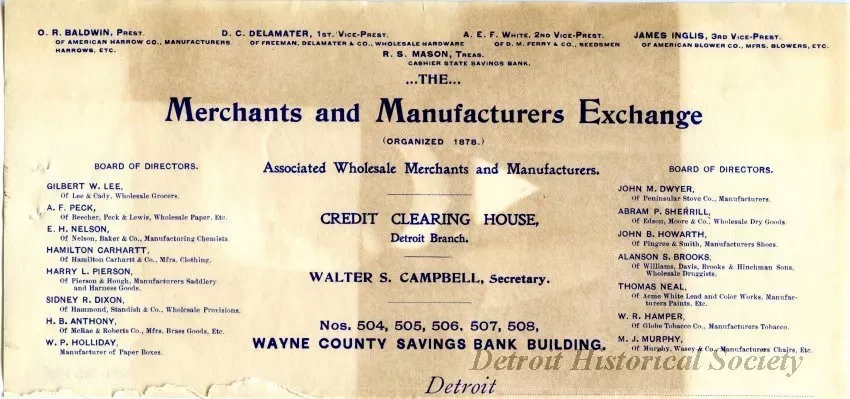 O. R. BALDWIN, PREST.
OF AMERICAN HARROW CO., MANUFACTURERS
HARROWS, ETC.
D. C. DELAMATER, 1ST. VICE-PREST.
OF FREEMAN, DELAMATER & CO., WHOLESALE HARDWARE
A. E. F. WHITE, 2ND VICE-PREST.
OF D. M. FERRY & CO., SEEDSMEN
JAMES INGLIS, 3RD VICE-PREST.
OF AMERICAN BLOWER CO., MFRS. BLOWERS, ETC.
R. S. MASON, TREAS.
CASHIER STATE SAVINGS BANK.
...THE...
Merchants and Manufacturers Exchange
(ORGANIZED 1878.)
Associated Wholesale Merchants and Manufacturers.
CREDIT CLEARING HOUSE,
Detroit Branch.
WALTER S. CAMPBELL, Secretary.
Nos. 504, 505, 506, 507, 508,
WAYNE COUNTY SAVINGS BANK BUILDING.
BOARD OF DIRECTORS.
GILBERT W. LEE,
Of Lee & Cady, Wholesale Grocers.
A. F. PECK,
Of Beecher, Peck & Lewis, Wholesale Paper, Etc.
E. H. NELSON,
Of Nelson, Baker & Co., Manufacturing Chemists.
HAMILTON CARHARTT,
Of Hamilton Carhartt & Co., Mfrs. Clothing.
HARRY L. PIERSON,
Of Pierson & Hough, Manufacturers Saddlery
and Harness Goods.
SIDNEY R. DIXON,
Of Hammond, Standish & Co., Wholesale Provisions.
H. B. ANTHONY,
Of McRae & Roberts Co., Mfrs. Brass Goods, Etc.
W. P. HOLLIDAY,
Manufacturer of Paper Boxes.
BOARD OF DIRECTORS.
JOHN M. DWYER,
Of Peninsular Stove Co., Manufacturers.
ABRAM P. SHERRILL,
Of Edson, Moore & Co., Wholesale Dry Goods
JOHN B. HOWARTH,
Of Pingree & Smith, Manufacturers Shoes.
ALANSON S. BROOKS,
Of Williams, Davis, Brooks & Hinchman Sons,
Wholesale Druggists.
THOMAS NEAL,
Of Acme White Lead and Color Works, Manufac-
turers Paints, Etc.
W. R. HAMPER,
Of Globe Tobacco Co., Manufacturers Tobacco.
M. J. MURPHY,
Of Murphy, Wasey & Co., Manufacturers Chairs, Etc.
Detroit Historical Society
Detroit